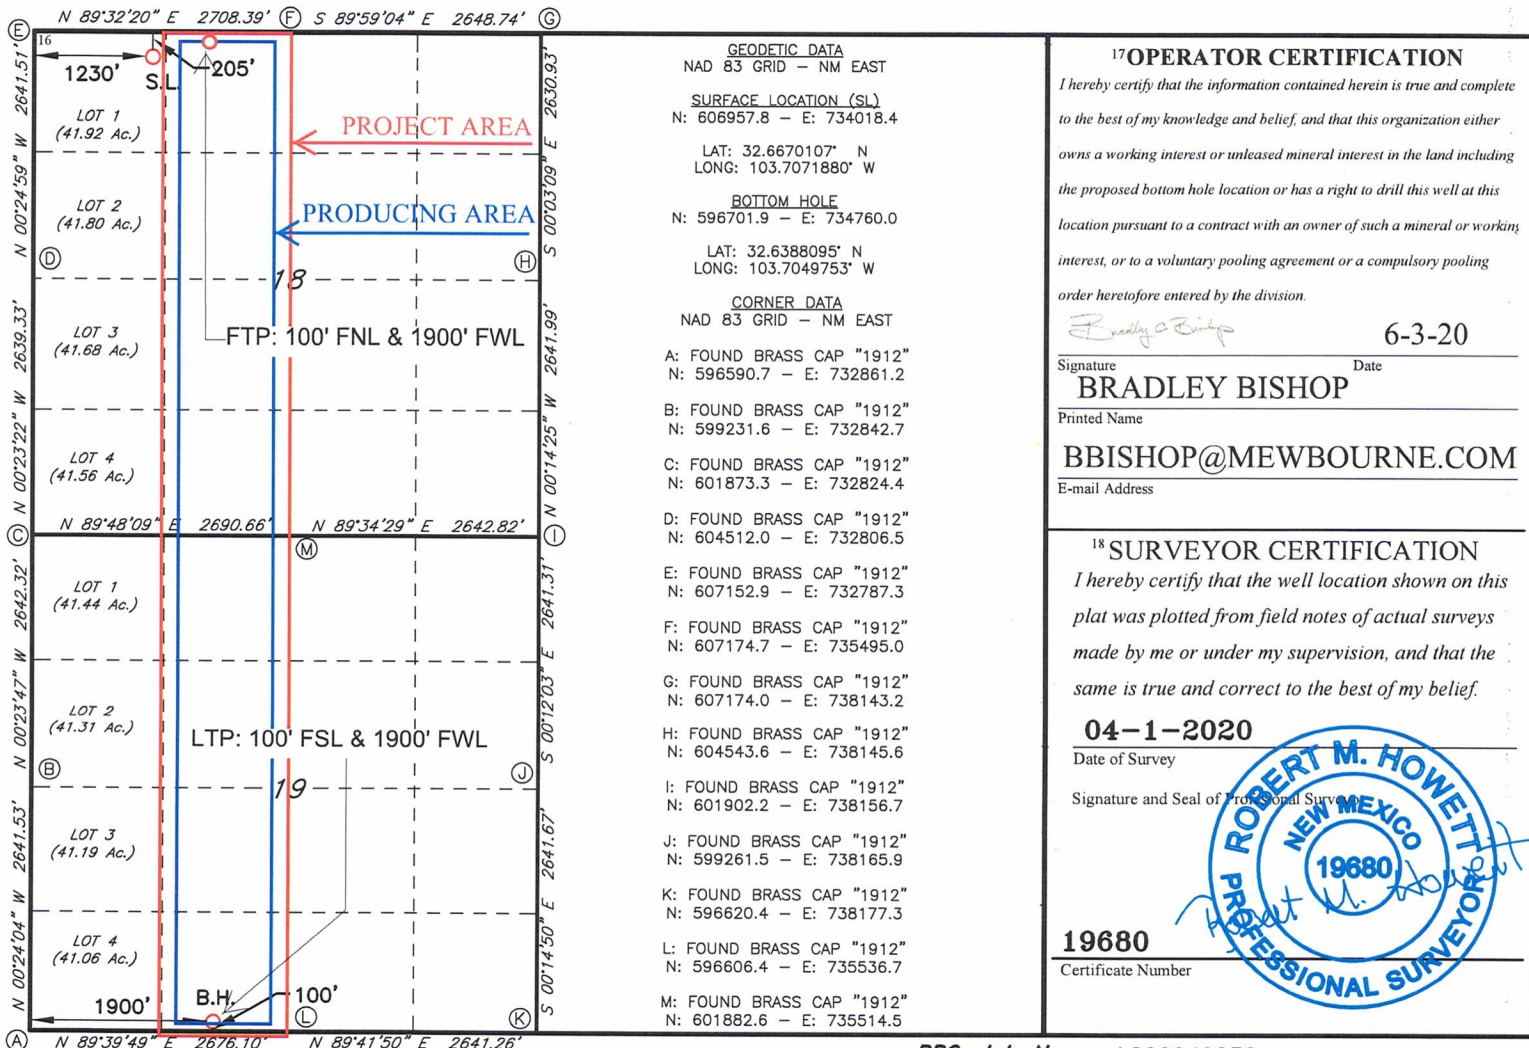 N 89°32'20" E 2708.39' F S 89°59'04" E 2648.74' G
E
16
1230'
S.L.
205'
LOT 1
(41.92 Ac.)
PROJECT AREA
LOT 2
(41.80 Ac.)
PRODUCING AREA
D
H
18
LOT 3
(41.68 Ac.)
FTP: 100' FNL & 1900' FWL
LOT 4
(41.56 Ac.)
N 89°48'09" E 2690.66' N 89°34'29" E 2642.82'
C
I
M
LOT 1
(41.44 Ac.)
LOT 2
(41.31 Ac.)
LTP: 100' FSL & 1900' FWL
B
J
19
LOT 3
(41.19 Ac.)
LOT 4
(41.06 Ac.)
1900'
B.H.
100'
L
K
A
N 89°39'49" E 2676.10' N 89°41'50" E 2641.26'
N 00°24'59" W 2641.51'
N 00°23'22" W 2639.33'
N 00°23'47" W 2642.32'
N 00°24'04" W 2641.53'
S 00°03'09" E 2630.93'
N 00°14'25" W 2641.99'
S 00°12'03" E 2641.31'
S 00°14'50" E 2641.67'
GEODETIC DATA
NAD 83 GRID – NM EAST
SURFACE LOCATION (SL)
N: 606957.8 – E: 734018.4
LAT: 32.6670107° N
LONG: 103.7071880° W
BOTTOM HOLE
N: 596701.9 – E: 734760.0
LAT: 32.6388095° N
LONG: 103.7049753° W
CORNER DATA
NAD 83 GRID – NM EAST
A: FOUND BRASS CAP "1912"
N: 596590.7 – E: 732861.2
B: FOUND BRASS CAP "1912"
N: 599231.6 – E: 732842.7
C: FOUND BRASS CAP "1912"
N: 601873.3 – E: 732824.4
D: FOUND BRASS CAP "1912"
N: 604512.0 – E: 732806.5
E: FOUND BRASS CAP "1912"
N: 607152.9 – E: 732787.3
F: FOUND BRASS CAP "1912"
N: 607174.7 – E: 735495.0
G: FOUND BRASS CAP "1912"
N: 607174.0 – E: 738143.2
H: FOUND BRASS CAP "1912"
N: 604543.6 – E: 738145.6
I: FOUND BRASS CAP "1912"
N: 601902.2 – E: 738156.7
J: FOUND BRASS CAP "1912"
N: 599261.5 – E: 738165.9
K: FOUND BRASS CAP "1912"
N: 596620.4 – E: 738177.3
L: FOUND BRASS CAP "1912"
N: 596606.4 – E: 735536.7
M: FOUND BRASS CAP "1912"
N: 601882.6 – E: 735514.5
17 OPERATOR CERTIFICATION
I hereby certify that the information contained herein is true and complete
to the best of my knowledge and belief, and that this organization either
owns a working interest or unleased mineral interest in the land including
the proposed bottom hole location or has a right to drill this well at this
location pursuant to a contract with an owner of such a mineral or working
interest, or to a voluntary pooling agreement or a compulsory pooling
order heretofore entered by the division.
Bradley C Bishop 6-3-20
Signature Date
BRADLEY BISHOP
Printed Name
BBISHOP@MEWBOURNE.COM
E-mail Address
18 SURVEYOR CERTIFICATION
I hereby certify that the well location shown on this
plat was plotted from field notes of actual surveys
made by me or under my supervision, and that the
same is true and correct to the best of my belief.
04–1–2020
Date of Survey
Signature and Seal of Professional Surveyor
ROBERT M. HOWETT
NEW MEXICO
19680
PROFESSIONAL SURVEYOR
Robert M. Howett
19680
Certificate Number